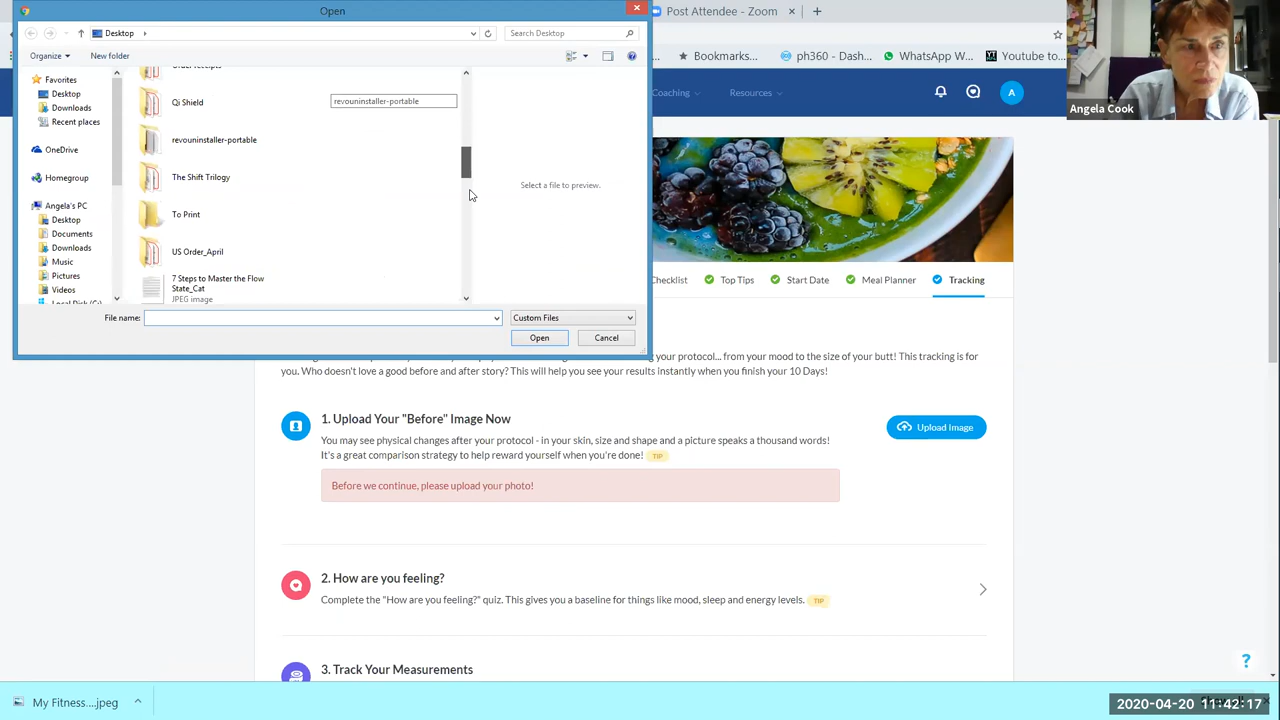 Open
Post Attendee - Zoom
Desktop
Search Desktop
Organize
New folder
Bookmarks...
ph360 - Dash...
WhatsApp W...
Youtube to
Favorites
Desktop
Downloads
Recent places
OneDrive
Homegroup
Angela's PC
Desktop
Documents
Downloads
Music
Pictures
Videos
Qi Shield
revouninstaller-portable
revouninstaller-portable
The Shift Trilogy
To Print
US Order_April
7 Steps to Master the Flow
State_Cat
JPEG image
Select a file to preview.
File name:
Custom Files
Open
Cancel
Coaching
Resources
A
Angela Cook
Checklist
Top Tips
Start Date
Meal Planner
Tracking
your protocol... from your mood to the size of your butt! This tracking is for
you. Who doesn't love a good before and after story? This will help you see your results instantly when you finish your 10 Days!
1. Upload Your "Before" Image Now
Upload Image
You may see physical changes after your protocol - in your skin, size and shape and a picture speaks a thousand words!
It's a great comparison strategy to help reward yourself when you're done! TIP
Before we continue, please upload your photo!
2. How are you feeling?
Complete the "How are you feeling?" quiz. This gives you a baseline for things like mood, sleep and energy levels. TIP
3. Track Your Measurements
?
My Fitness....jpeg
2020-04-20 11:42:17